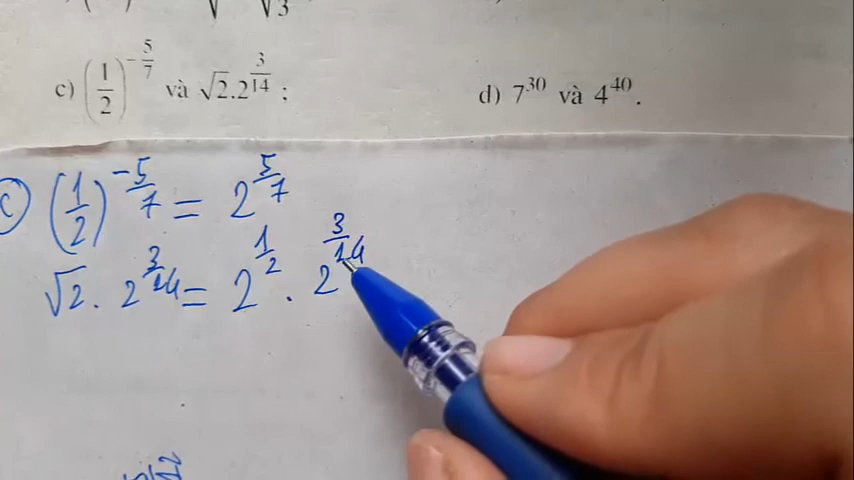 √3
c) (1/2)^{-5/7} và √2.2^{3/14} ;
d) 7^{30} và 4^{40}.
c) (1/2)^{-5/7} = 2^{5/7}
√2 . 2^{3/14} = 2^{1/2} . 2^{3/14}